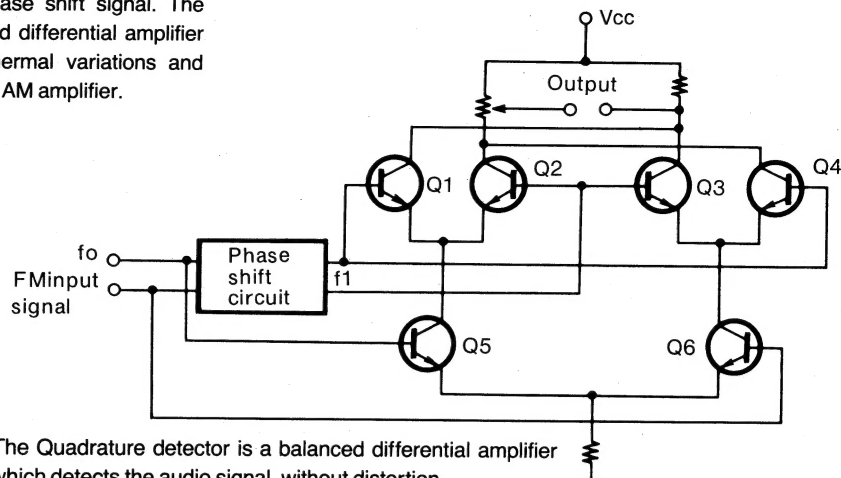 ase shift signal. The
d differential amplifier
ermal variations and
AM amplifier.
Vcc
Output
Q1
Q2
Q3
Q4
fo
FMinput
signal
Phase
shift
circuit
f1
Q5
Q6
The Quadrature detector is a balanced differential amplifier
which detects the audio signal, without distortion